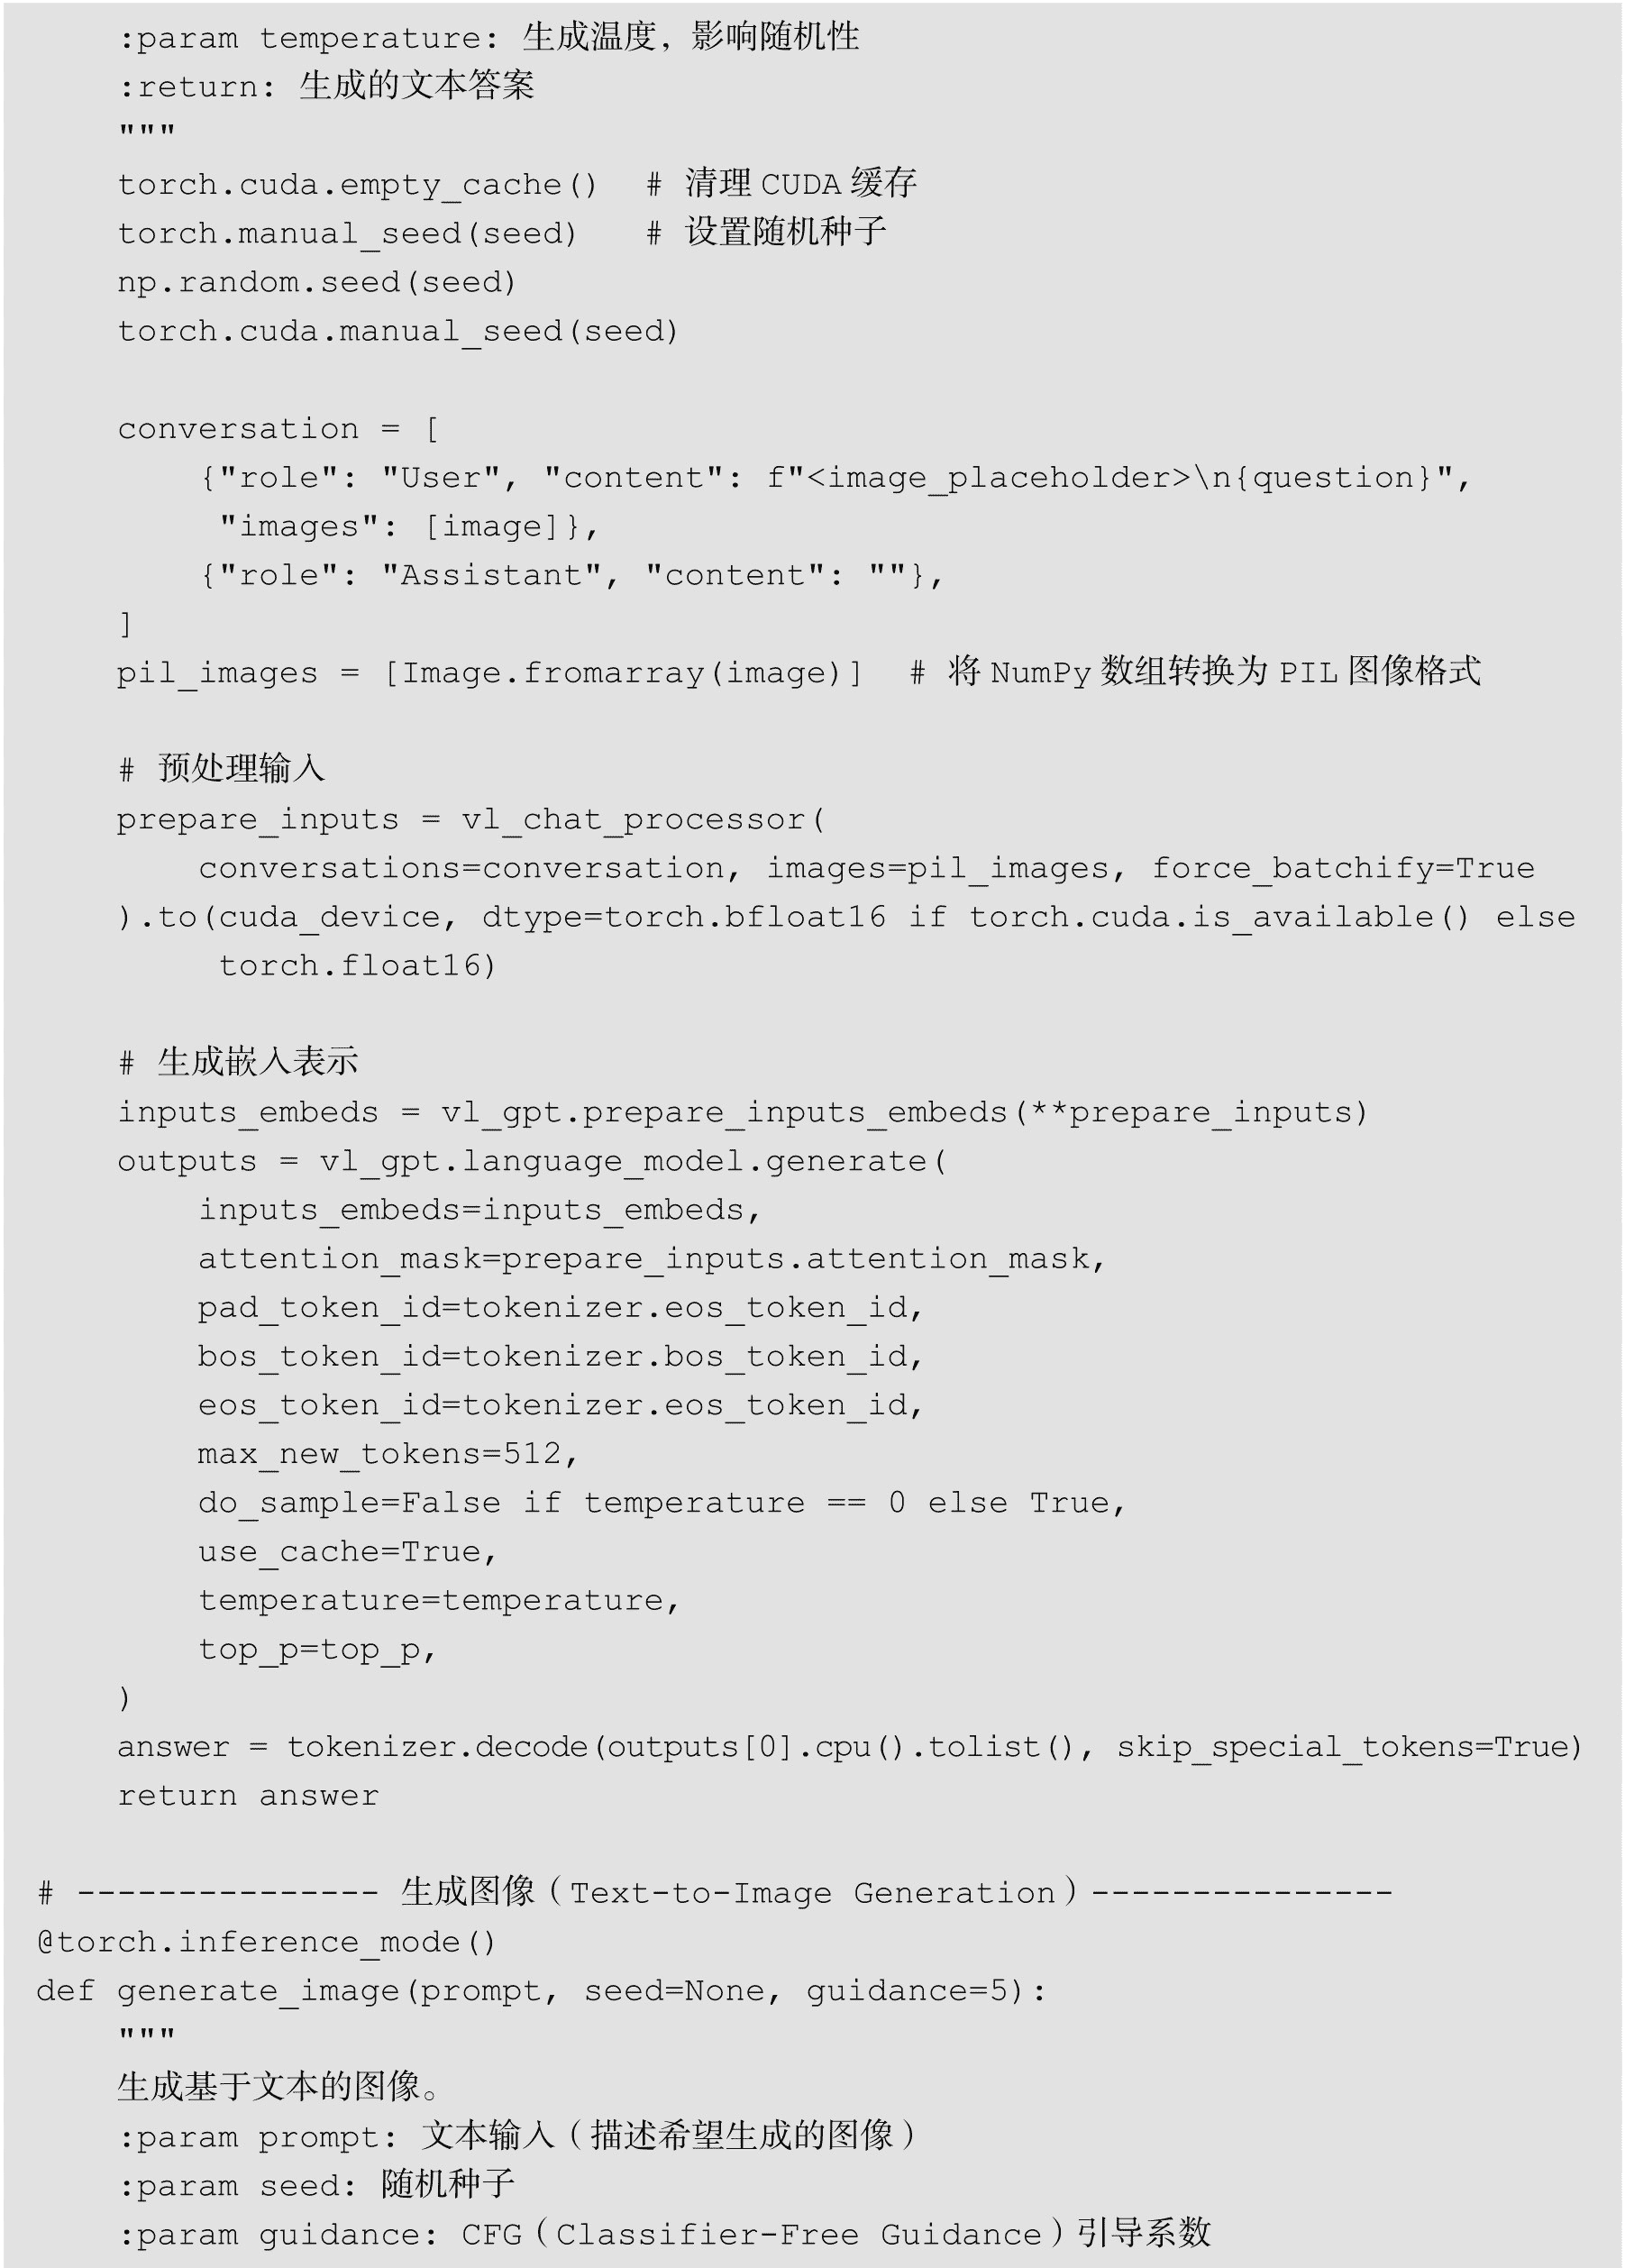 :param temperature: 生成温度，影响随机性
    :return: 生成的文本答案
    """
    torch.cuda.empty_cache()  # 清理 CUDA 缓存
    torch.manual_seed(seed)   # 设置随机种子
    np.random.seed(seed)
    torch.cuda.manual_seed(seed)

    conversation = [
        {"role": "User", "content": f"<image_placeholder>\n{question}",
         "images": [image]},
        {"role": "Assistant", "content": ""},
    ]
    pil_images = [Image.fromarray(image)]  # 将 NumPy 数组转换为 PIL 图像格式

    # 预处理输入
    prepare_inputs = vl_chat_processor(
        conversations=conversation, images=pil_images, force_batchify=True
    ).to(cuda_device, dtype=torch.bfloat16 if torch.cuda.is_available() else
         torch.float16)

    # 生成嵌入表示
    inputs_embeds = vl_gpt.prepare_inputs_embeds(**prepare_inputs)
    outputs = vl_gpt.language_model.generate(
        inputs_embeds=inputs_embeds,
        attention_mask=prepare_inputs.attention_mask,
        pad_token_id=tokenizer.eos_token_id,
        bos_token_id=tokenizer.bos_token_id,
        eos_token_id=tokenizer.eos_token_id,
        max_new_tokens=512,
        do_sample=False if temperature == 0 else True,
        use_cache=True,
        temperature=temperature,
        top_p=top_p,
    )
    answer = tokenizer.decode(outputs[0].cpu().tolist(), skip_special_tokens=True)
    return answer

# --------------- 生成图像（Text-to-Image Generation）---------------
@torch.inference_mode()
def generate_image(prompt, seed=None, guidance=5):
    """
    生成基于文本的图像。
    :param prompt: 文本输入（描述希望生成的图像）
    :param seed: 随机种子
    :param guidance: CFG（Classifier-Free Guidance）引导系数